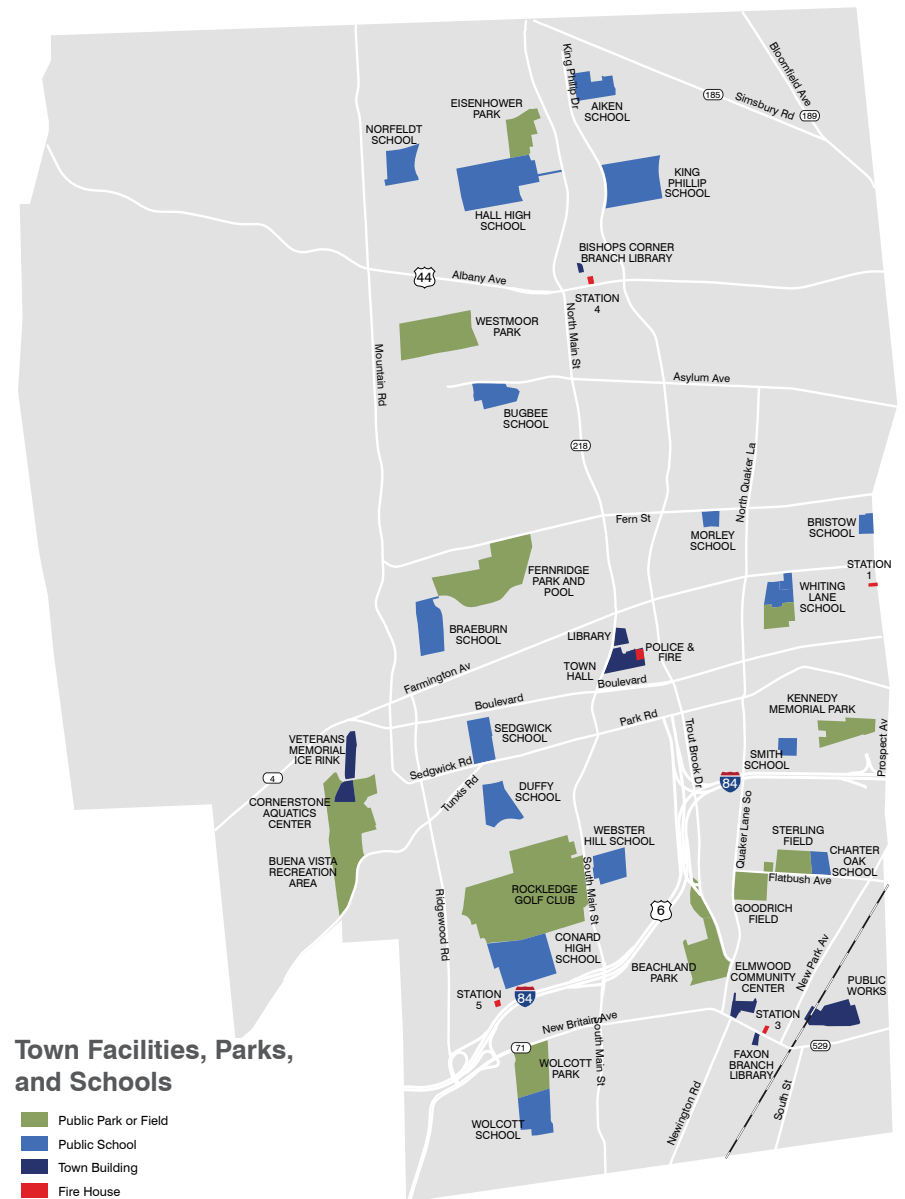 King Phillip Dr
Bloomfield Ave
185
Simsbury Rd
189
AIKEN
SCHOOL
EISENHOWER
PARK
NORFELDT
SCHOOL
KING
PHILLIP
SCHOOL
HALL HIGH
SCHOOL
BISHOPS CORNER
BRANCH LIBRARY
44
Albany Ave
STATION
4
WESTMOOR
PARK
North Main St
Mountain Rd
Asylum Ave
BUGBEE
SCHOOL
218
North Quaker La
Fern St
MORLEY
SCHOOL
BRISTOW
SCHOOL
STATION
1
FERNRIDGE
PARK AND
POOL
WHITING
LANE
SCHOOL
BRAEBURN
SCHOOL
LIBRARY
POLICE &
FIRE
TOWN
HALL
Farmington Av
Boulevard
Boulevard
KENNEDY
MEMORIAL PARK
Park Rd
Trout Brook Dr
Prospect Av
VETERANS
MEMORIAL
ICE RINK
SEDGWICK
SCHOOL
SMITH
SCHOOL
4
Sedgwick Rd
84
Tunxis Rd
DUFFY
SCHOOL
CORNERSTONE
AQUATICS
CENTER
Quaker Lane So
WEBSTER
HILL SCHOOL
STERLING
FIELD
CHARTER
OAK
SCHOOL
BUENA VISTA
RECREATION
AREA
Flatbush Ave
ROCKLEDGE
GOLF CLUB
South Main St
GOODRICH
FIELD
6
Ridgewood Rd
CONARD
HIGH
SCHOOL
New Park Av
BEACHLAND
PARK
ELMWOOD
COMMUNITY
CENTER
PUBLIC
WORKS
STATION
5
84
STATION
3
New Britain Ave
South Main St
71
529
FAXON
BRANCH
LIBRARY
WOLCOTT
PARK
Newington Rd
South St
WOLCOTT
SCHOOL
Town Facilities, Parks,
and Schools
Public Park or Field
Public School
Town Building
Fire House